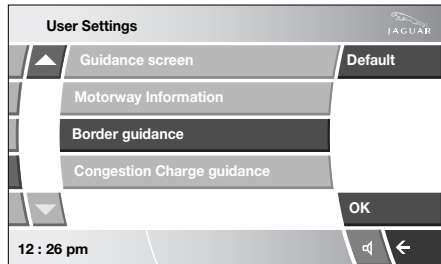 User Settings
JAGUAR
Guidance screen
Default
Motorway Information
Border guidance
Congestion Charge guidance
OK
12 : 26 pm